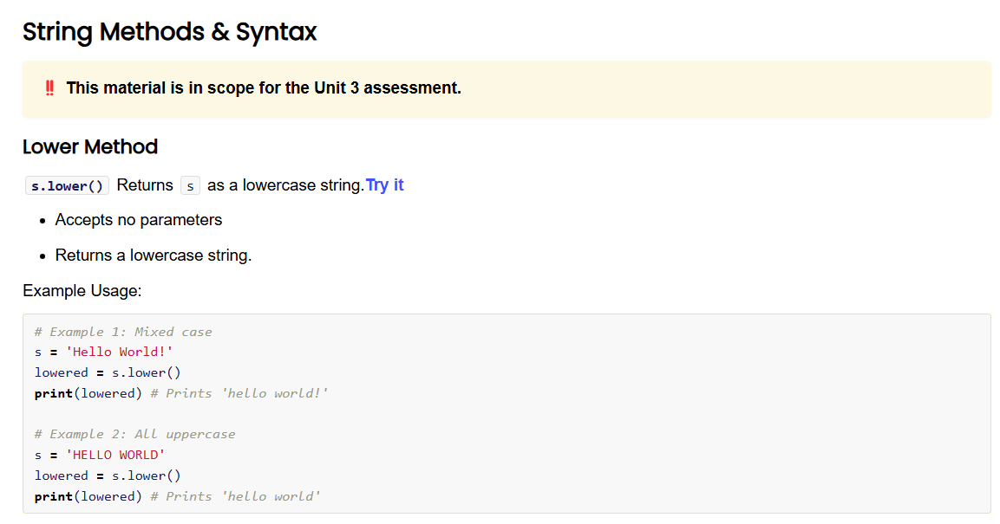 String Methods & Syntax
‼ This material is in scope for the Unit 3 assessment.
Lower Method
s.lower() Returns s as a lowercase string.Try it
• Accepts no parameters
• Returns a lowercase string.
Example Usage:
# Example 1: Mixed case
s = 'Hello World!'
lowered = s.lower()
print(lowered) # Prints 'hello world!'
# Example 2: All uppercase
s = 'HELLO WORLD'
lowered = s.lower()
print(lowered) # Prints 'hello world'